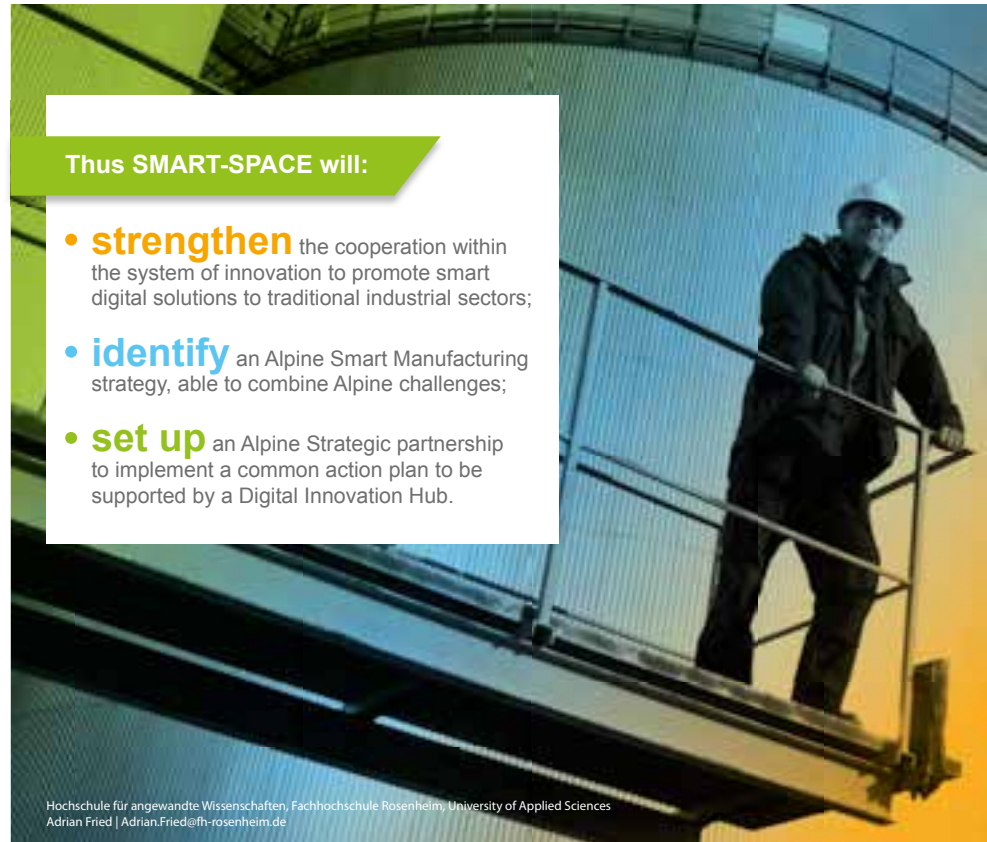 Thus SMART-SPACE will:
• strengthen the cooperation within
the system of innovation to promote smart
digital solutions to traditional industrial sectors;
• identify an Alpine Smart Manufacturing
strategy, able to combine Alpine challenges;
• set up an Alpine Strategic partnership
to implement a common action plan to be
supported by a Digital Innovation Hub.
Hochschule für angewandte Wissenschaften, Fachhochschule Rosenheim, University of Applied Sciences
Adrian Fried | Adrian.Fried@fh-rosenheim.de